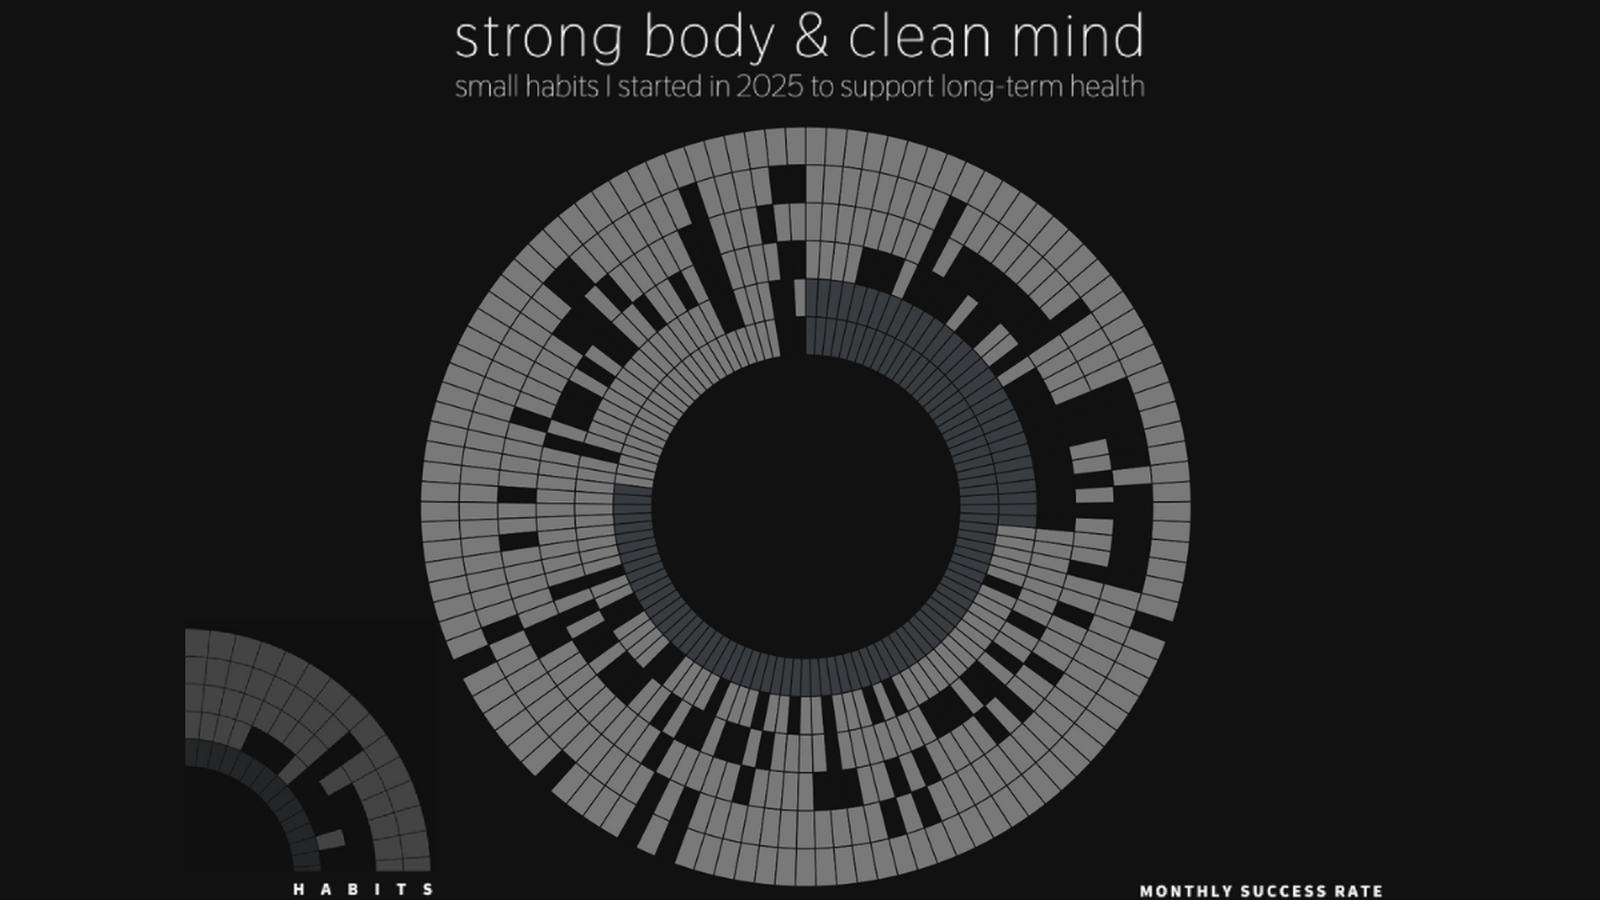 strong body & clean mind
small habits I started in 2025 to support long-term health
HABITS
MONTHLY SUCCESS RATE